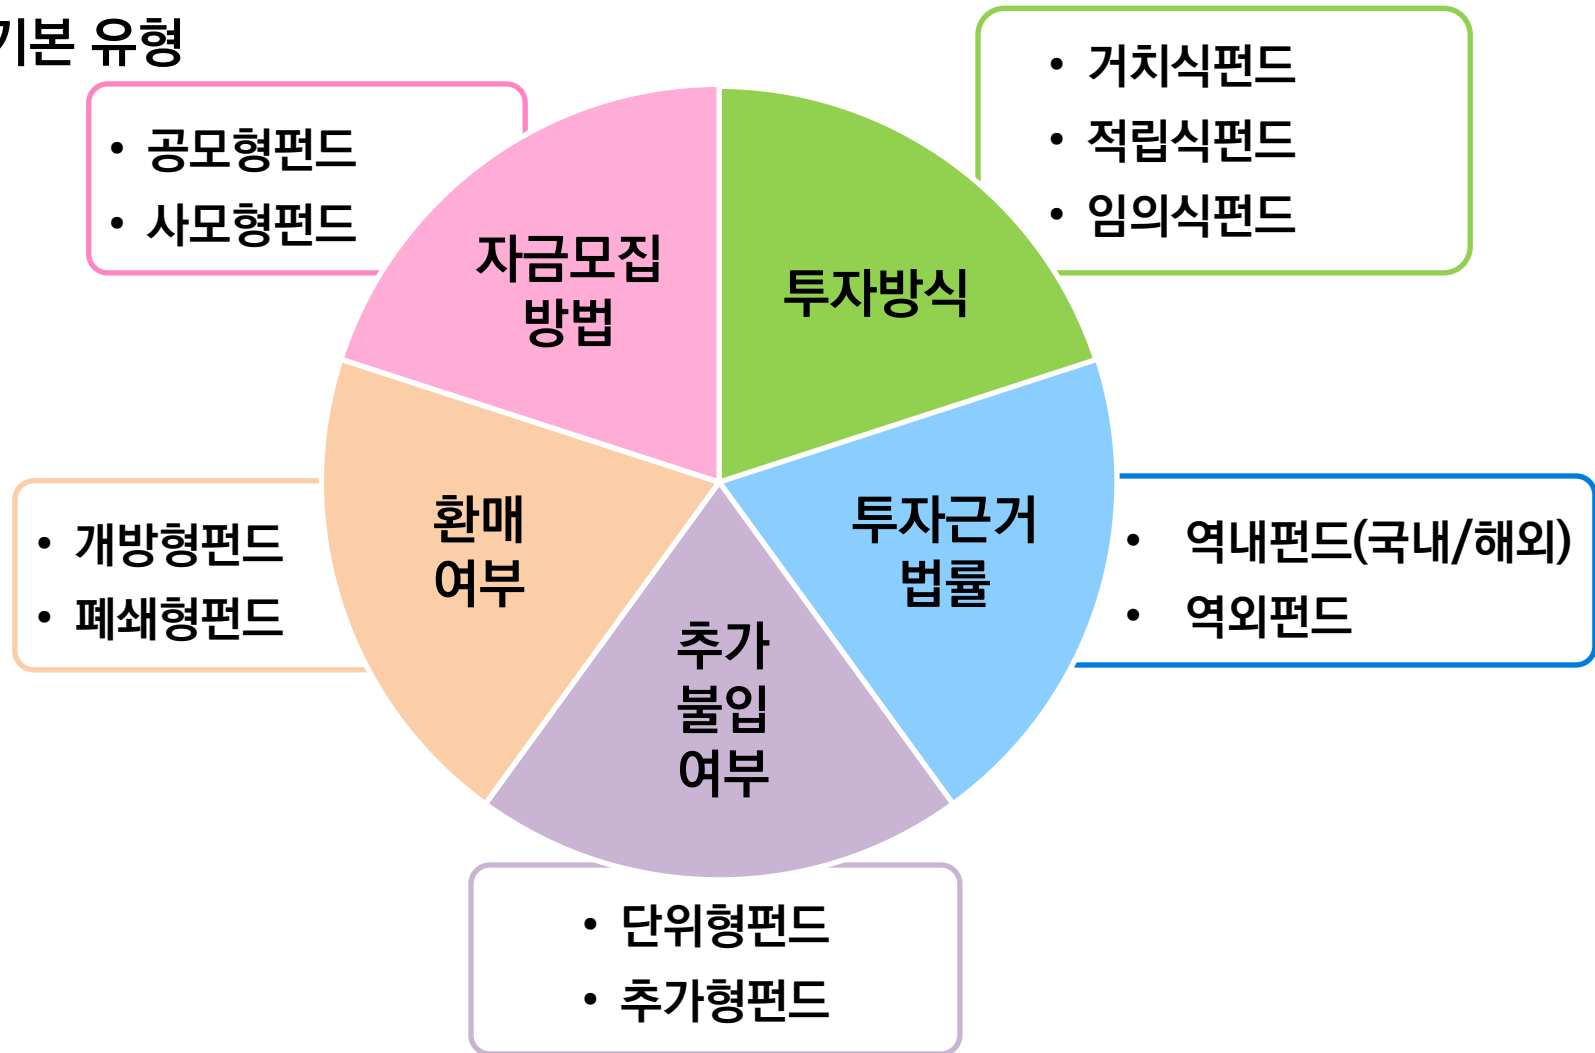 기본 유형
• 공모형펀드
• 사모형펀드
• 거치식펀드
• 적립식펀드
• 임의식펀드
자금모집
방법
투자방식
환매
여부
투자근거
법률
추가
불입
여부
• 개방형펀드
• 폐쇄형펀드
• 역내펀드(국내/해외)
• 역외펀드
• 단위형펀드
• 추가형펀드